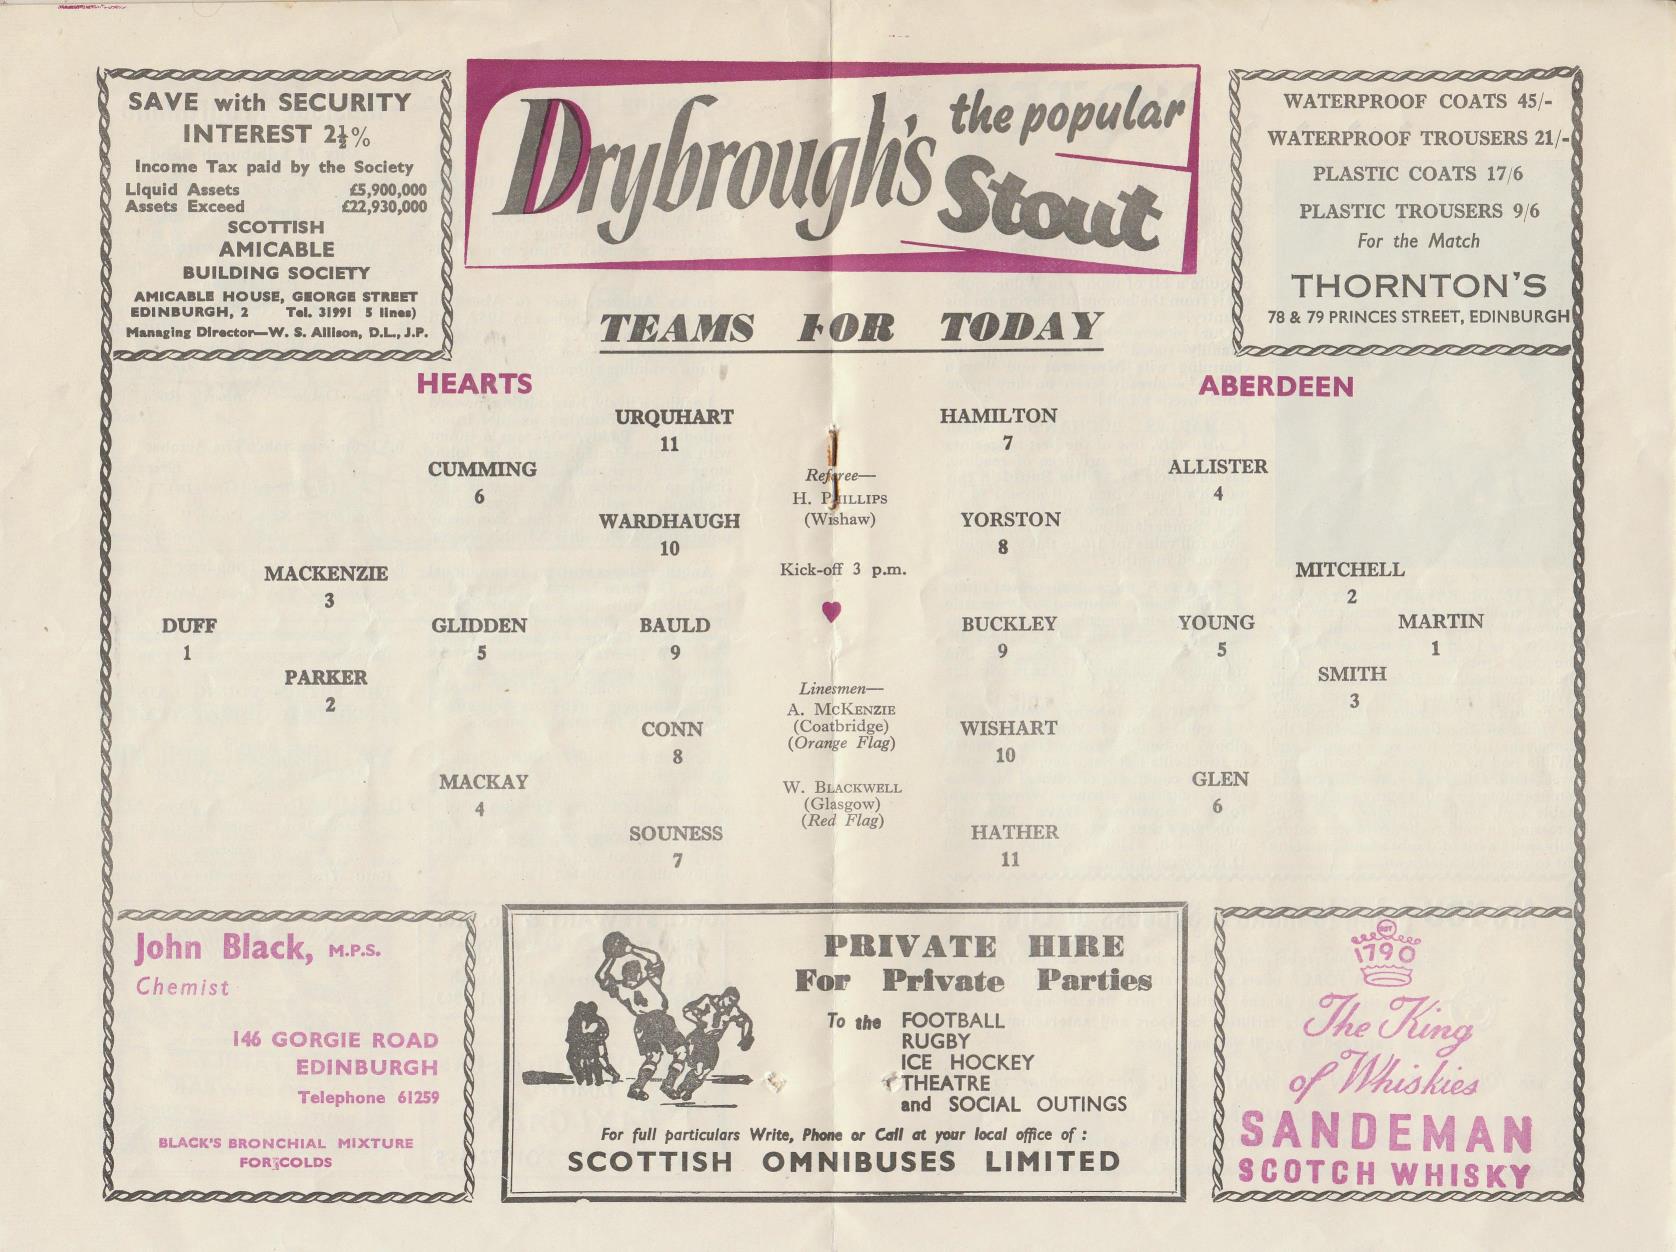 SAVE with SECURITY
INTEREST 2½%
Income Tax paid by the Society
Liquid Assets £5,900,000
Assets Exceed £22,930,000
SCOTTISH
AMICABLE
BUILDING SOCIETY
AMICABLE HOUSE, GEORGE STREET
EDINBURGH, 2 Tel. 31991 5 lines)
Managing Director—W. S. Allison, D.L., J.P.
Drybrough's the popular
Stout
WATERPROOF COATS 45/-
WATERPROOF TROUSERS 21/-
PLASTIC COATS 17/6
PLASTIC TROUSERS 9/6
For the Match
THORNTON'S
78 & 79 PRINCES STREET, EDINBURGH
TEAMS FOR TODAY
HEARTS
URQUHART
11
CUMMING
6
WARDHAUGH
10
MACKENZIE
3
DUFF
1
GLIDDEN
5
BAULD
9
PARKER
2
CONN
8
MACKAY
4
SOUNESS
7
Referee—
H. PHILLIPS
(Wishaw)
Kick-off 3 p.m.
Linesmen—
A. McKENZIE
(Coatbridge)
(Orange Flag)
W. BLACKWELL
(Glasgow)
(Red Flag)
ABERDEEN
HAMILTON
7
ALLISTER
4
YORSTON
8
MITCHELL
2
BUCKLEY
9
YOUNG
5
MARTIN
1
SMITH
3
WISHART
10
GLEN
6
HATHER
11
John Black, M.P.S.
Chemist
146 GORGIE ROAD
EDINBURGH
Telephone 61259
BLACK'S BRONCHIAL MIXTURE
FOR COLDS
PRIVATE HIRE
For Private Parties
To the FOOTBALL
RUGBY
ICE HOCKEY
THEATRE
and SOCIAL OUTINGS
For full particulars Write, Phone or Call at your local office of :
SCOTTISH OMNIBUSES LIMITED
1790
The King
of Whiskies
SANDEMAN
SCOTCH WHISKY